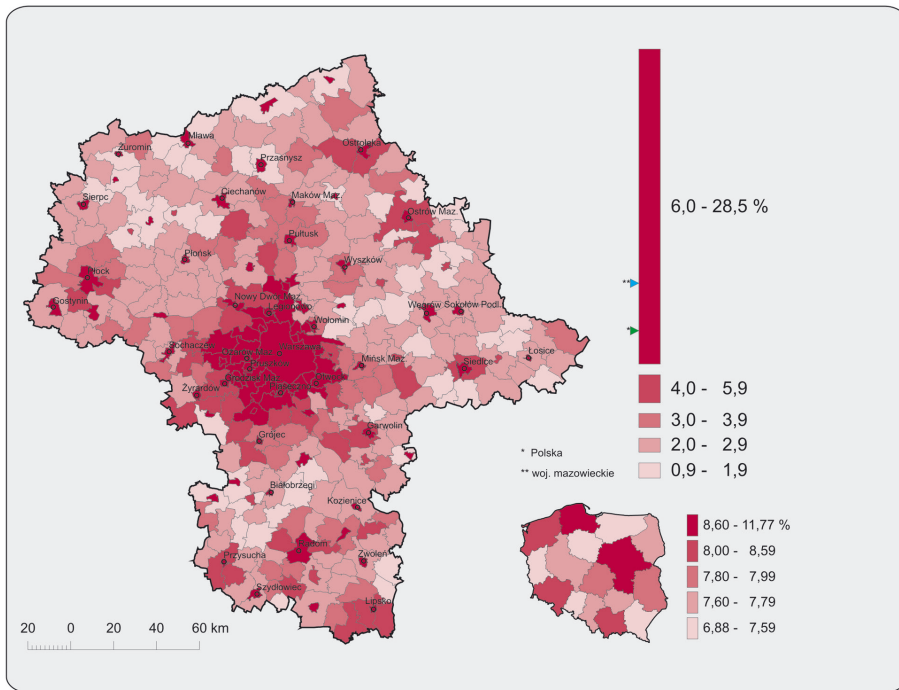 Mława
Żuromin
Ostrołęka
Przasnysz
Sierpc
Ciechanów
Maków Maz.
Ostrów Maz.
Pułtusk
Płońsk
Wyszków
Płock
Gostynin
Nowy Dwór Maz.
Legionowo
Węgrów Sokołów Podl.
Wołomin
Sochaczew
Mińsk Maz.
Siedlce
Łosice
Żyrardów
Garwolin
Grójec
Białobrzegi
Kozienice
Radom
Przysucha
Zwoleń
Szydłowiec
Lipsko
20 0 20 40 60 km
6,0 - 28,5 %
**
*
4,0 - 5,9
3,0 - 3,9
2,0 - 2,9
0,9 - 1,9
* Polska
** woj. mazowieckie
8,60 - 11,77 %
8,00 - 8,59
7,80 - 7,99
7,60 - 7,79
6,88 - 7,59